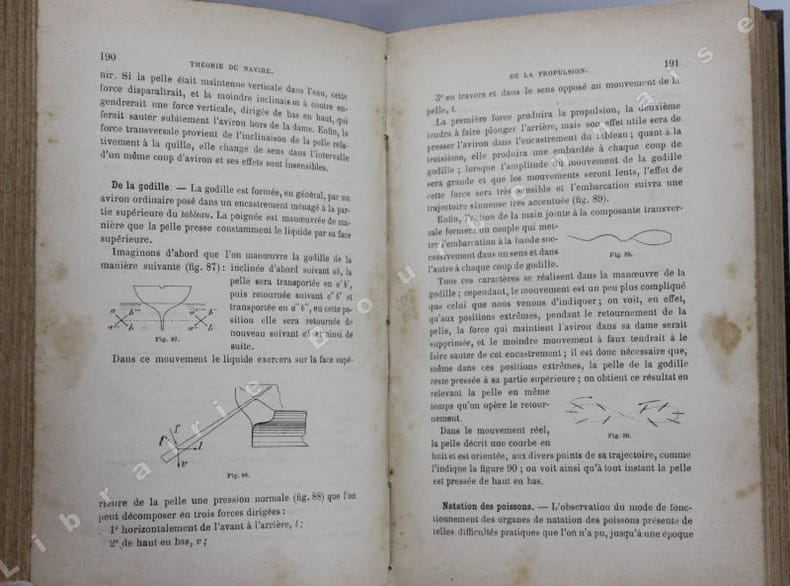 190
THÉORIE DU NAVIRE.
nir. Si la pelle était maintenue verticale dans l'eau, cette
force disparaîtrait, et la moindre inclinaison à contre en-
gendrerait une force verticale, dirigée de bas en haut, qui
ferait sauter subitement l'aviron hors de la dame. Enfin, la
force transversale provient de l'inclinaison de la pelle rela-
tivement à la quille, elle change de sens dans l'intervalle
d'un même coup d'aviron et ses effets sont insensibles.
De la godille. — La godille est formée, en général, par un
aviron ordinaire posé dans un encastrement ménagé à la par-
tie supérieure du tableau. La poignée est manœuvrée de ma-
nière que la pelle presse constamment le liquide par sa face
supérieure.
Imaginons d'abord que l'on manœuvre la godille de la
manière suivante (fig. 87) : inclinée d'abord suivant ab, la
pelle sera transportée en a' b',
puis retournée suivant a" b" et
transportée en a''' b''', en cette po-
sition elle sera retournée de
nouveau suivant ab et ainsi de
suite.
Fig. 87.
Dans ce mouvement le liquide exercera sur la face supé-
r
f
l
v
Fig. 88.
rieure de la pelle une pression normale (fig. 88) que l'on
peut décomposer en trois forces dirigées :
1° horizontalement de l'avant à l'arrière, l;
2° de haut en bas, v;
DE LA PROPULSION.
191
3° en travers et dans le sens opposé au mouvement de la
pelle, t.
La première force produira la propulsion, la deuxième
tendra à faire plonger l'arrière, mais son effet utile sera de
presser l'aviron dans l'encastrement du tableau ; quant à la
troisième, elle produira une embardée à chaque coup de
godille ; lorsque l'amplitude du mouvement de la godille
sera grande et que les mouvements seront lents, l'effet de
cette force sera très sensible et l'embarcation suivra une
trajectoire sinueuse très accentuée (fig. 89).
Enfin, l'action de la main jointe à la composante transver-
sale formera un couple qui met-
tra l'embarcation à la bande suc-
cessivement dans un sens et dans
l'autre à chaque coup de godille.
Fig. 89.
Tous ces caractères se réalisent dans la manœuvre de la
godille ; cependant, le mouvement est un peu plus compliqué
que celui que nous venons d'indiquer ; on voit, en effet,
qu'aux positions extrêmes, pendant le retournement de la
pelle, la force qui maintient l'aviron dans sa dame serait
supprimée, et le moindre mouvement à faux tendrait à le
faire sauter de cet encastrement ; il est donc nécessaire que,
même dans ces positions extrêmes, la pelle de la godille
reste pressée à sa partie supérieure ; on obtient ce résultat en
relevant la pelle en même
temps qu'on opère le retour-
nement.
Dans le mouvement réel,
la pelle décrit une courbe en
Fig. 90.
huit et est orientée, aux divers points de sa trajectoire, comme
l'indique la figure 90 ; on voit ainsi qu'à tout instant la pelle
est pressée de haut en bas.
Natation des poissons. — L'observation du mode de fonc-
tionnement des organes de natation des poissons présente de
telles difficultés pratiques que l'on n'a pu, jusqu'à une époque